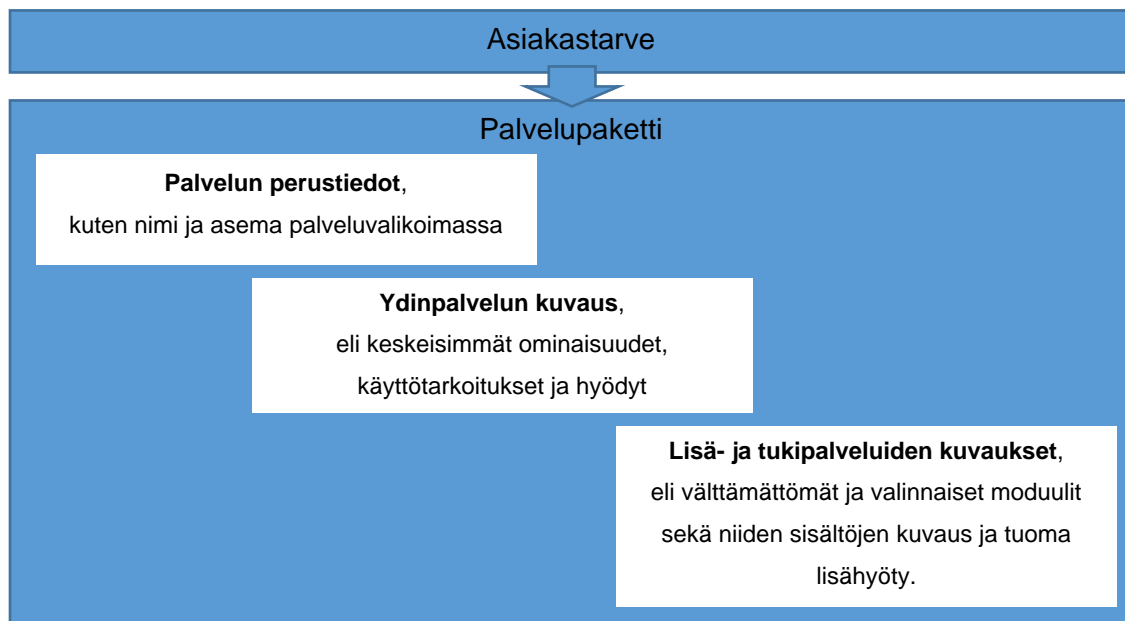 Asiakastarve
Palvelupaketti
Palvelun perustiedot,
kuten nimi ja asema palveluvalikoimassa
Ydinpalvelun kuvaus,
eli keskeisimmät ominaisuudet,
käyttötarkoitukset ja hyödyt
Lisä- ja tukipalveluiden kuvaukset,
eli välttämättömät ja valinnaiset moduulit
sekä niiden sisältöjen kuvaus ja tuoma
lisähyöty.